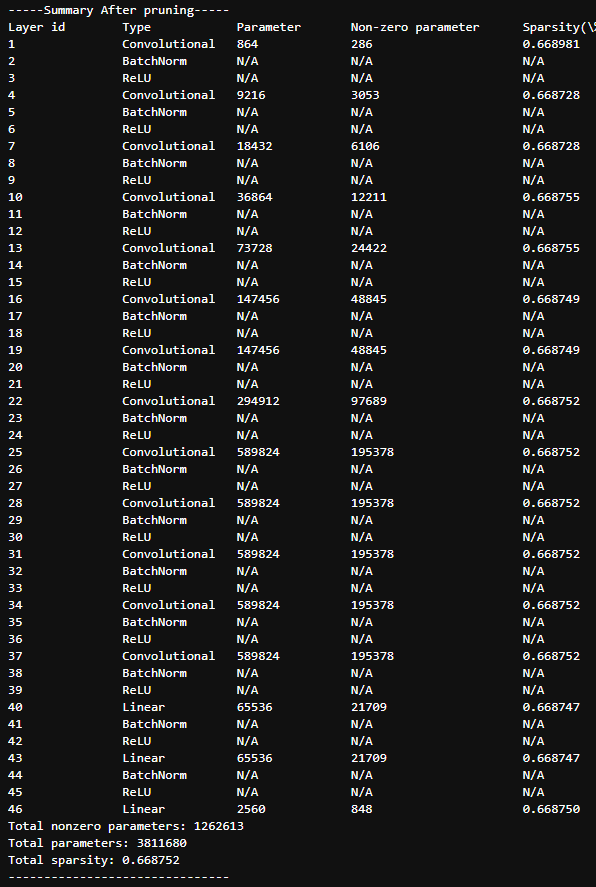 -----Summary After pruning-----
Layer id Type Parameter Non-zero parameter Sparsity(\%
1 Convolutional 864 286 0.668981
2 BatchNorm N/A N/A N/A
3 ReLU N/A N/A N/A
4 Convolutional 9216 3053 0.668728
5 BatchNorm N/A N/A N/A
6 ReLU N/A N/A N/A
7 Convolutional 18432 6106 0.668728
8 BatchNorm N/A N/A N/A
9 ReLU N/A N/A N/A
10 Convolutional 36864 12211 0.668755
11 BatchNorm N/A N/A N/A
12 ReLU N/A N/A N/A
13 Convolutional 73728 24422 0.668755
14 BatchNorm N/A N/A N/A
15 ReLU N/A N/A N/A
16 Convolutional 147456 48845 0.668749
17 BatchNorm N/A N/A N/A
18 ReLU N/A N/A N/A
19 Convolutional 147456 48845 0.668749
20 BatchNorm N/A N/A N/A
21 ReLU N/A N/A N/A
22 Convolutional 294912 97689 0.668752
23 BatchNorm N/A N/A N/A
24 ReLU N/A N/A N/A
25 Convolutional 589824 195378 0.668752
26 BatchNorm N/A N/A N/A
27 ReLU N/A N/A N/A
28 Convolutional 589824 195378 0.668752
29 BatchNorm N/A N/A N/A
30 ReLU N/A N/A N/A
31 Convolutional 589824 195378 0.668752
32 BatchNorm N/A N/A N/A
33 ReLU N/A N/A N/A
34 Convolutional 589824 195378 0.668752
35 BatchNorm N/A N/A N/A
36 ReLU N/A N/A N/A
37 Convolutional 589824 195378 0.668752
38 BatchNorm N/A N/A N/A
39 ReLU N/A N/A N/A
40 Linear 65536 21709 0.668747
41 BatchNorm N/A N/A N/A
42 ReLU N/A N/A N/A
43 Linear 65536 21709 0.668747
44 BatchNorm N/A N/A N/A
45 ReLU N/A N/A N/A
46 Linear 2560 848 0.668750
Total nonzero parameters: 1262613
Total parameters: 3811680
Total sparsity: 0.668752
-------------------------------